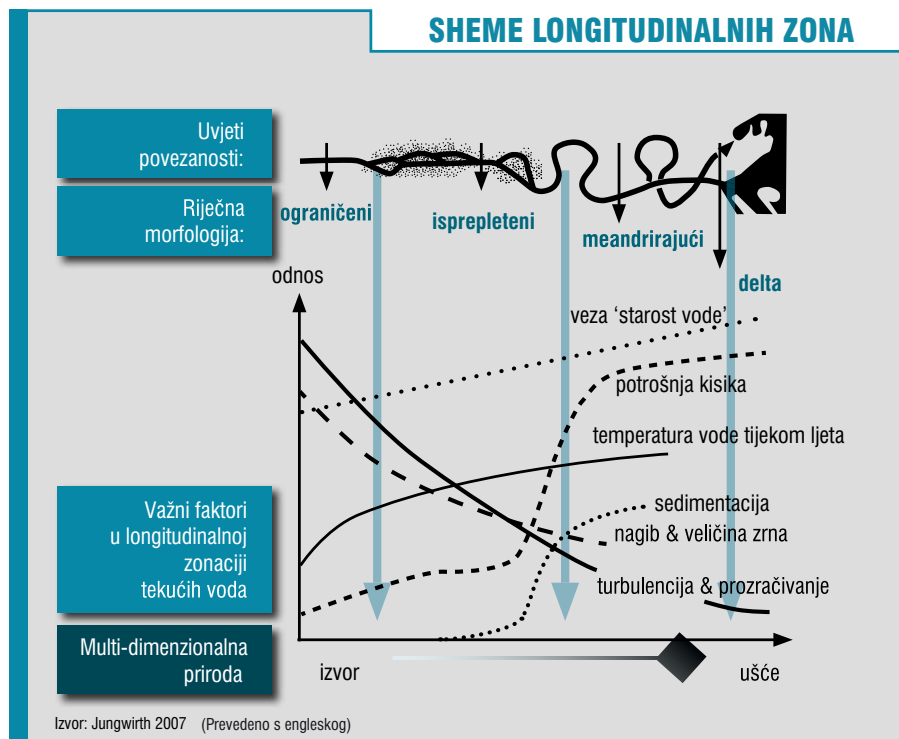 SHEME LONGITUDINALNIH ZONA
Uvjeti
povezanosti:
Riječna
morfologija:
ograničeni
isprepleteni
meandrirajući
delta
odnos
veza ‘starost vode’
potrošnja kisika
temperatura vode tijekom ljeta
sedimentacija
nagib & veličina zrna
turbulencija & prozračivanje
Važni faktori
u longitudinalnoj
zonaciji
tekućih voda
Multi-dimenzionalna
priroda
izvor
ušće
Izvor: Jungwirth 2007 (Prevedeno s engleskog)